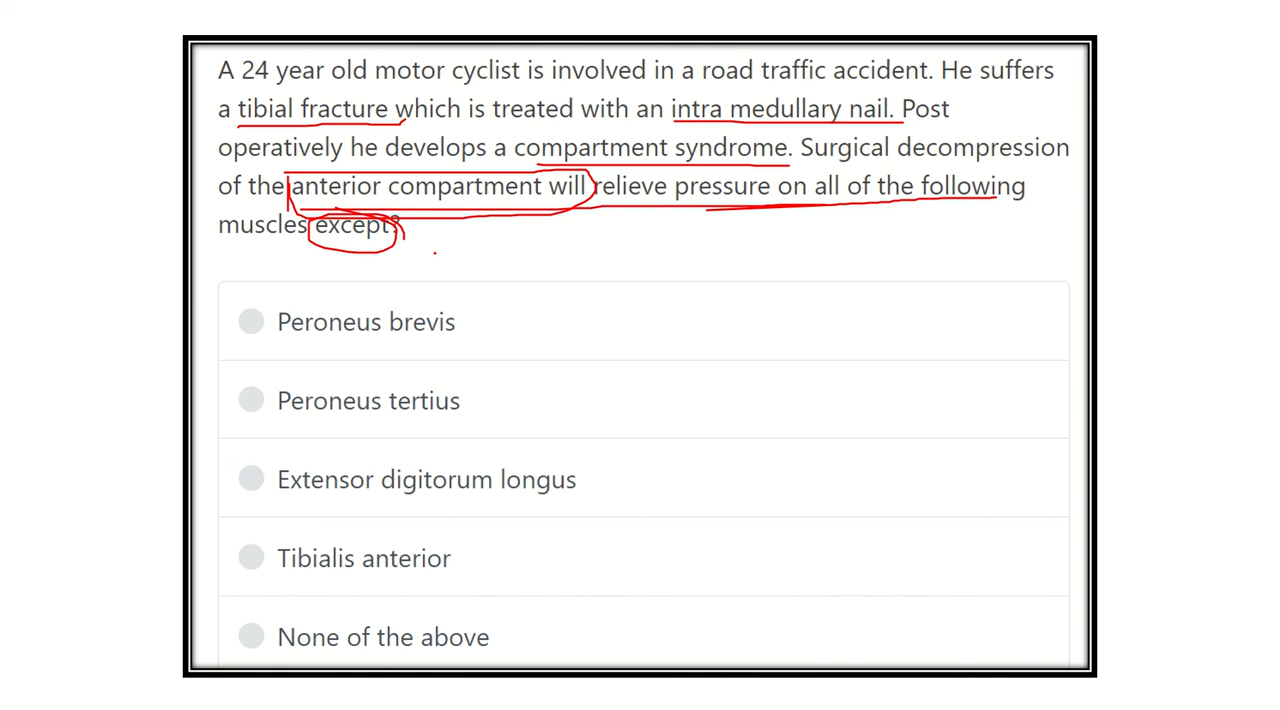 A 24 year old motor cyclist is involved in a road traffic accident. He suffers
a tibial fracture which is treated with an intra medullary nail. Post
operatively he develops a compartment syndrome. Surgical decompression
of the anterior compartment will relieve pressure on all of the following
muscles except?
Peroneus brevis
Peroneus tertius
Extensor digitorum longus
Tibialis anterior
None of the above